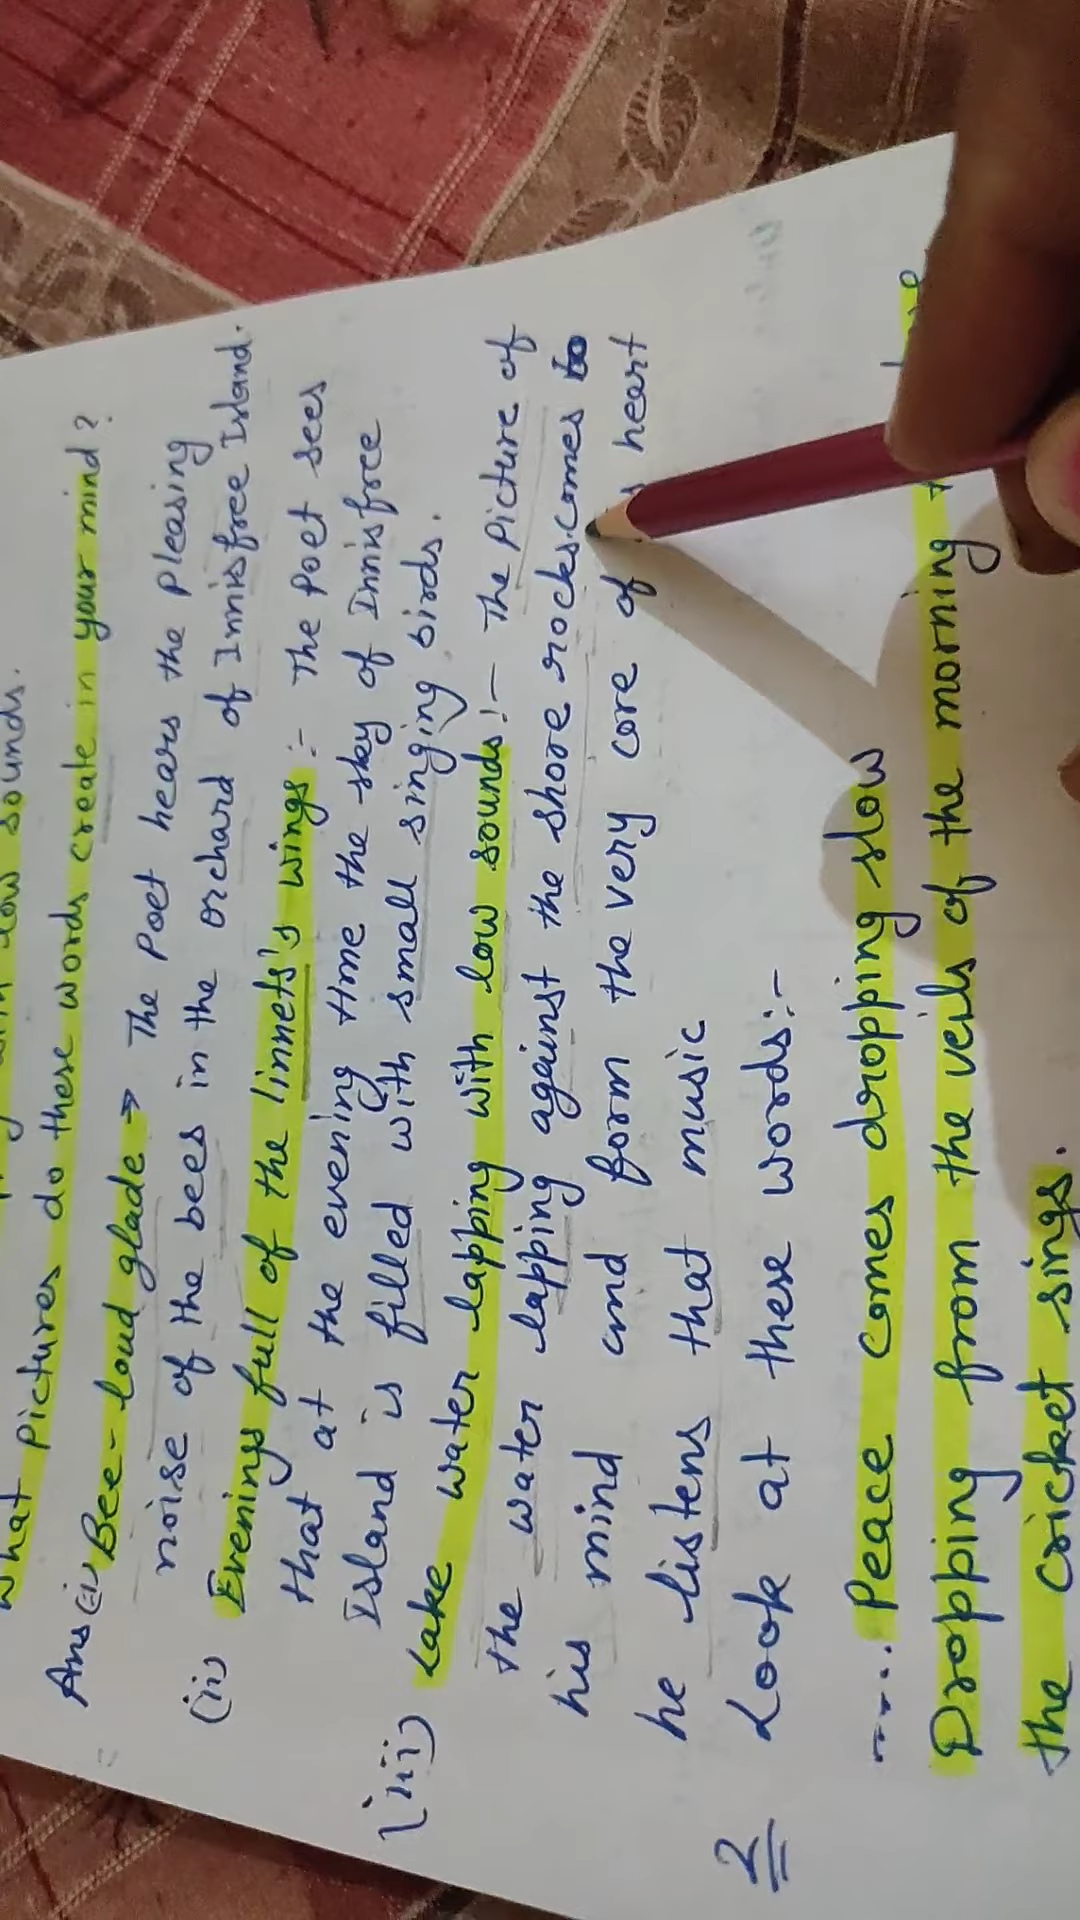 low sounds.
what Pictures do these words create in your mind?
Ans(i) Bee-loud glade → The Poet hears the pleasing
noise of the bees in the orchard of Innisfree Island.
(ii) Evenings full of the linnets's wings :- The Poet sees
that at the evening time the sky of Innisfree
Island is filled with small singing birds.
(iii) Lake water lapping with low sounds:- The Picture of
the water lapping against the shore rocks.comes to
his mind and form the very core of heart
he listens that music
2 Look at these words:-
..... Peace comes dropping slow
Dropping from the veils of the morning
the cricket sings.